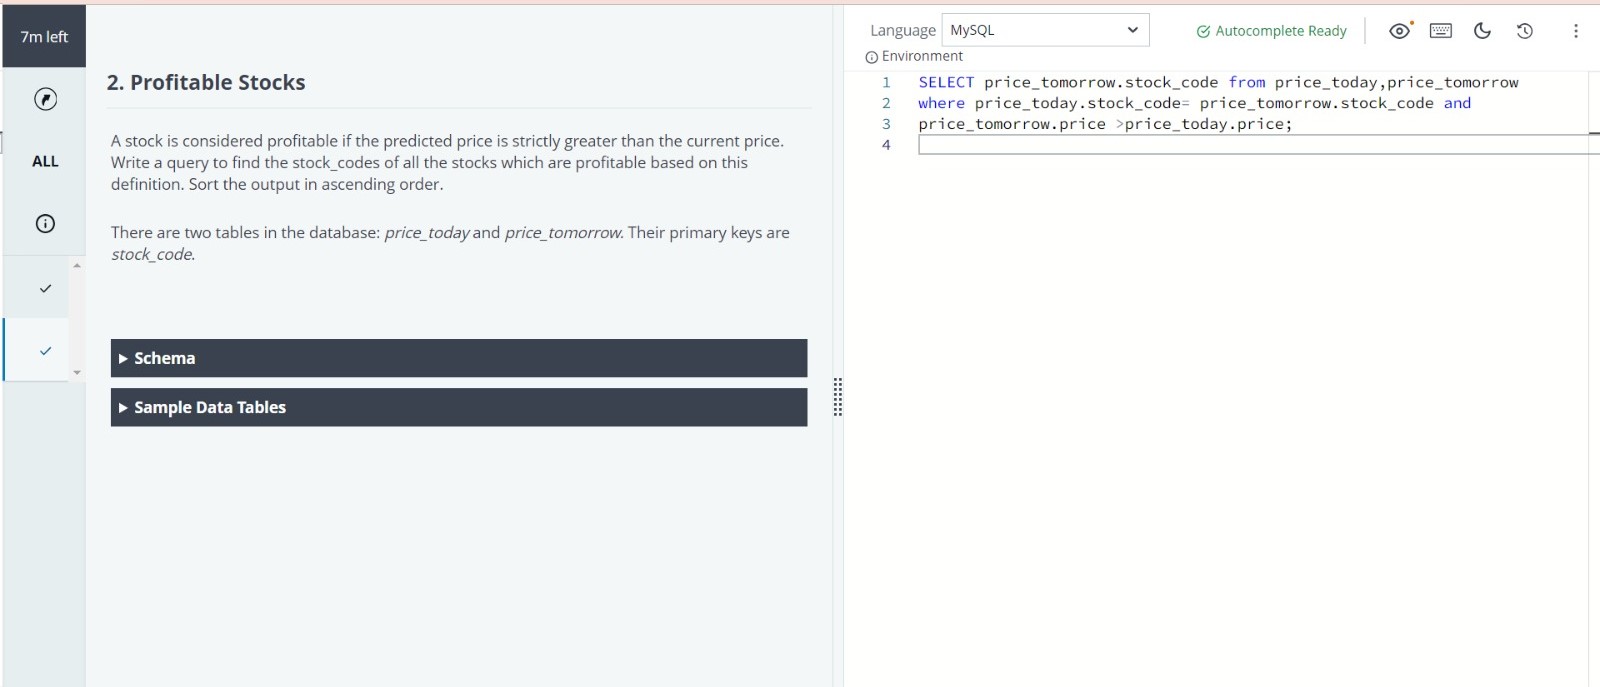 7m left
ALL
2. Profitable Stocks
A stock is considered profitable if the predicted price is strictly greater than the current price.
Write a query to find the stock_codes of all the stocks which are profitable based on this
definition. Sort the output in ascending order.
There are two tables in the database: price_today and price_tomorrow. Their primary keys are
stock_code.
Schema
Sample Data Tables
Language MySQL
Autocomplete Ready
Environment
1 SELECT price_tomorrow.stock_code from price_today,price_tomorrow
2 where price_today.stock_code= price_tomorrow.stock_code and
3 price_tomorrow.price >price_today.price;
4